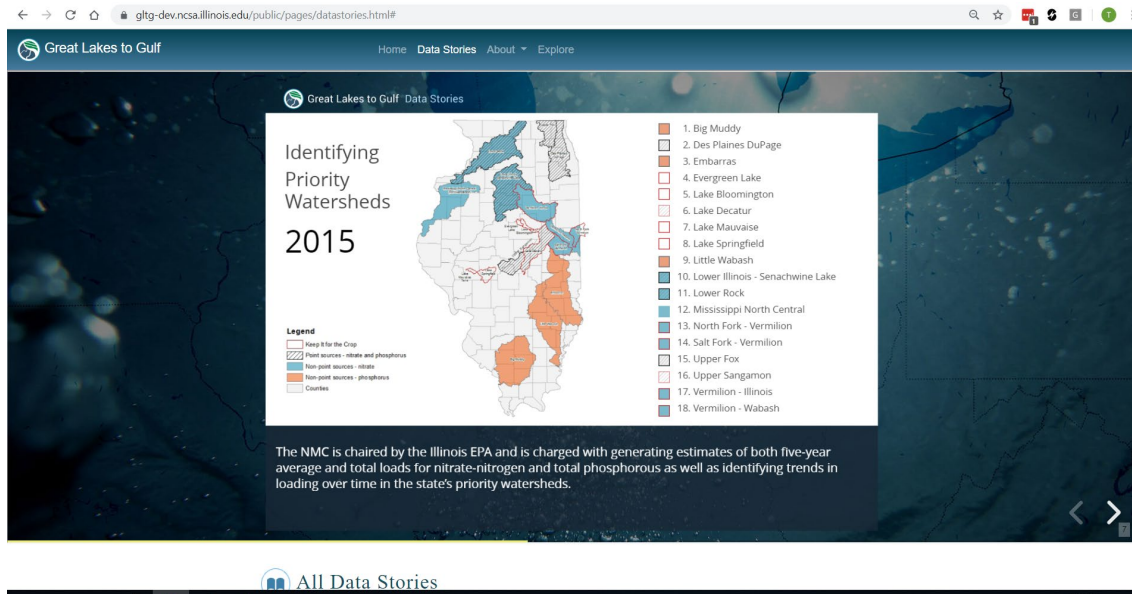 gltg-dev.ncsa.illinois.edu/public/pages/datastories.html#
1
G
T
Great Lakes to Gulf
Home Data Stories About Explore
Great Lakes to Gulf Data Stories
Identifying
Priority
Watersheds
2015
Legend
Keep It for the Crop
Point sources - nitrate and phosphorus
Non-point sources - nitrate
Non-point sources - phosphorus
Counties
1. Big Muddy
2. Des Plaines DuPage
3. Embarras
4. Evergreen Lake
5. Lake Bloomington
6. Lake Decatur
7. Lake Mauvaise
8. Lake Springfield
9. Little Wabash
10. Lower Illinois - Senachwine Lake
11. Lower Rock
12. Mississippi North Central
13. North Fork - Vermilion
14. Salt Fork - Vermilion
15. Upper Fox
16. Upper Sangamon
17. Vermilion - Illinois
18. Vermilion - Wabash
The NMC is chaired by the Illinois EPA and is charged with generating estimates of both five-year
average and total loads for nitrate-nitrogen and total phosphorous as well as identifying trends in
loading over time in the state's priority watersheds.
7
All Data Stories